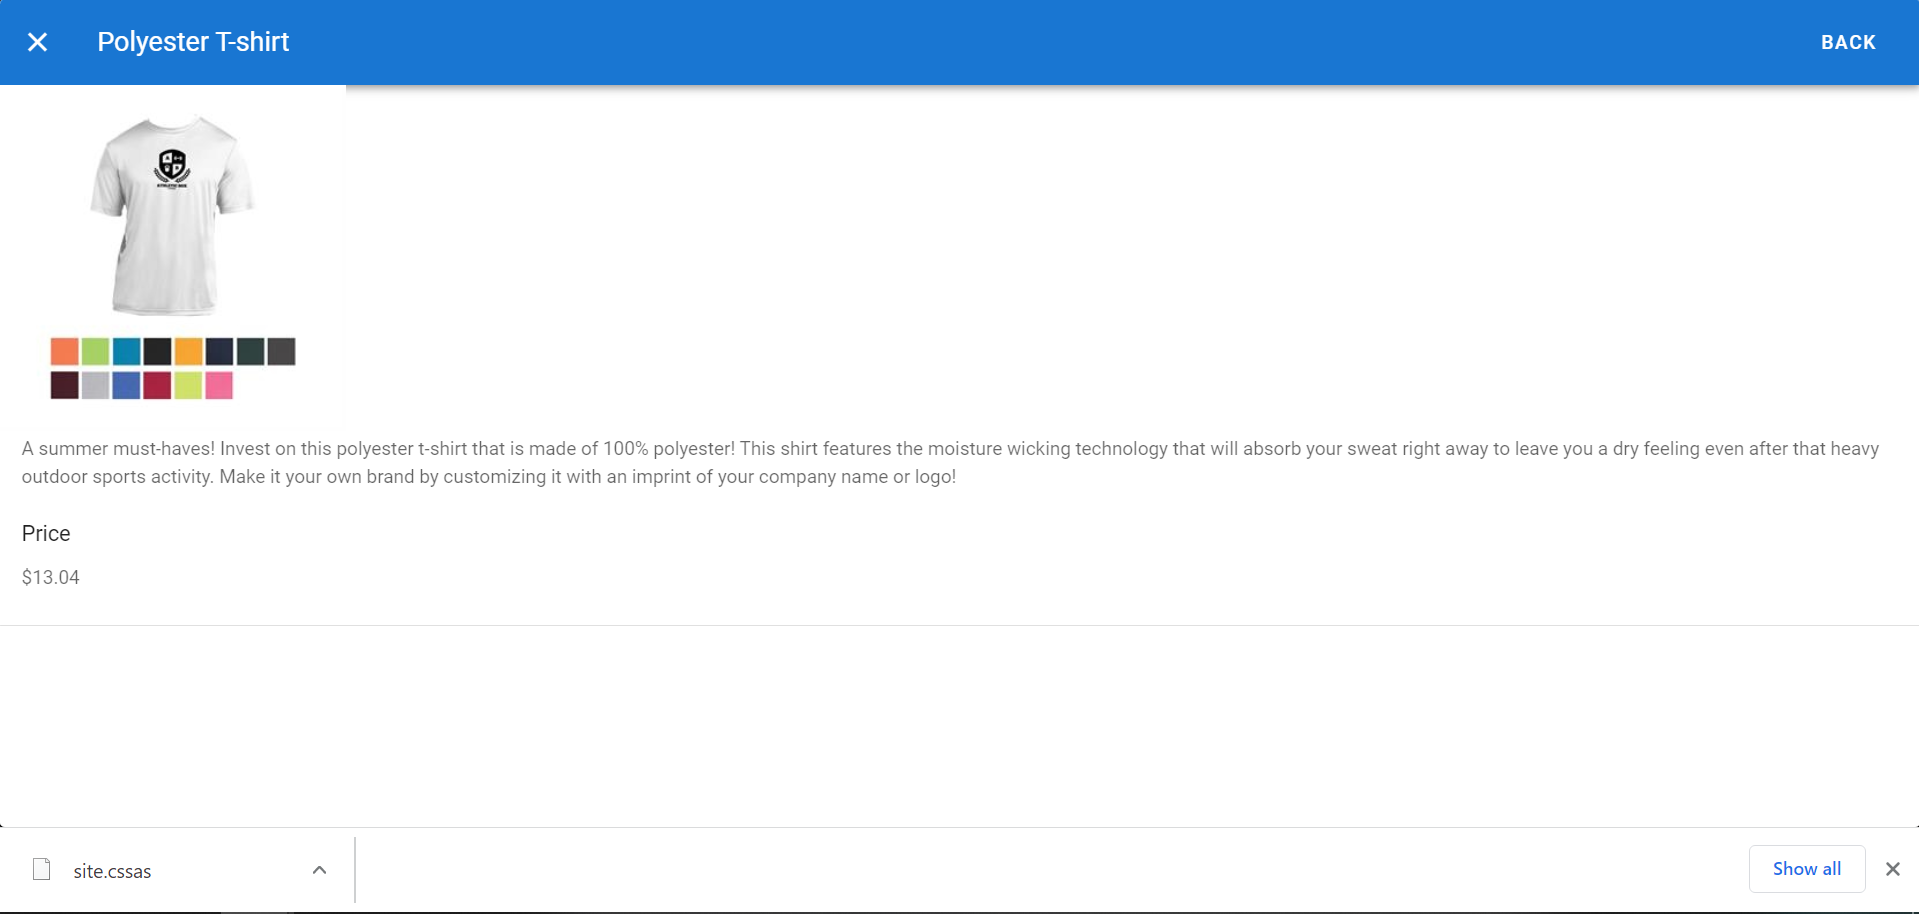 Polyester T-shirt
BACK
A summer must-haves! Invest on this polyester t-shirt that is made of 100% polyester! This shirt features the moisture wicking technology that will absorb your sweat right away to leave you a dry feeling even after that heavy
outdoor sports activity. Make it your own brand by customizing it with an imprint of your company name or logo!
Price
$13.04
site.cssas
Show all